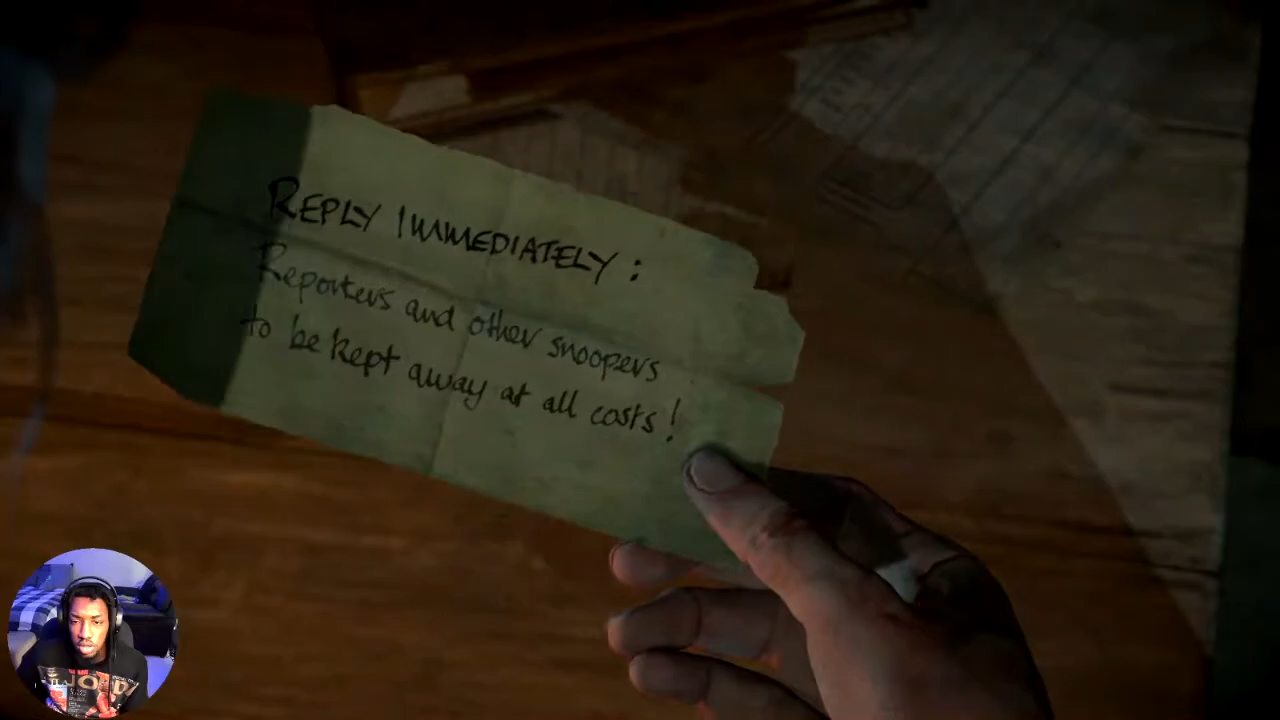 REPLY IMMEDIATELY:
Reporters and other snoopers
to be kept away at all costs!